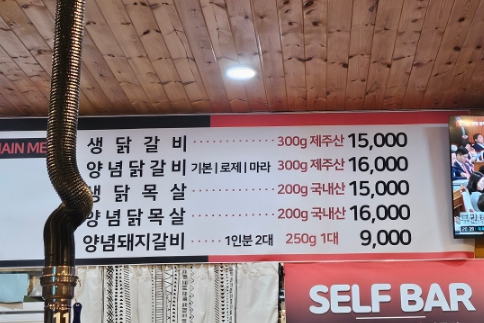 MAIN ME
생닭갈비 ·················· 300g 제주산 15,000
양념닭갈비 기본 | 로제 | 마라 300g 제주산 16,000
생닭목살 ·················· 200g 국내산 15,000
양념닭목살 ·················· 200g 국내산 16,000
양념돼지갈비 ····· 1인분 2대 250g 1대 9,000
SELF BAR